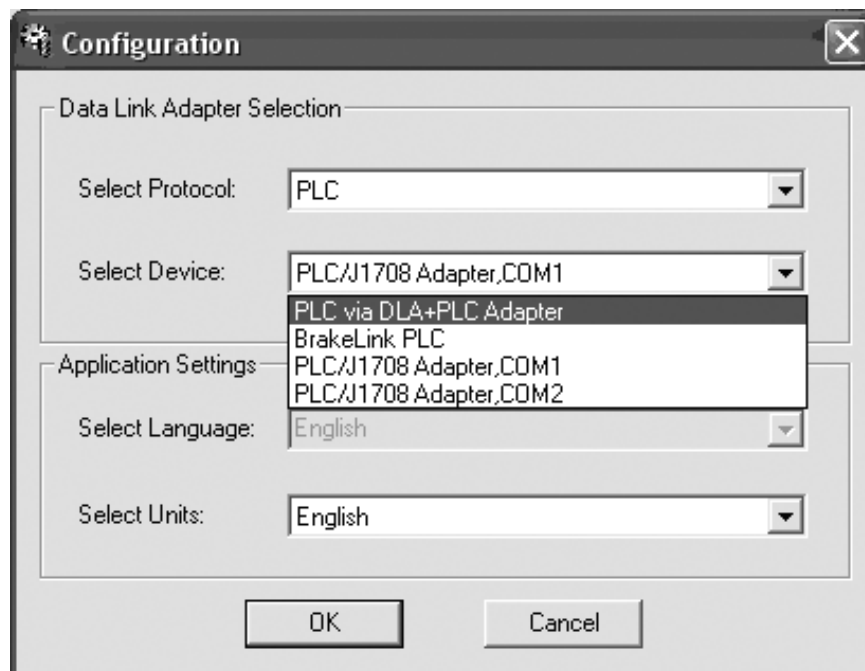 Configuration
Data Link Adapter Selection
Select Protocol: PLC
Select Device: PLC/J1708 Adapter,COM1
PLC via DLA+PLC Adapter
BrakeLink PLC
PLC/J1708 Adapter,COM1
PLC/J1708 Adapter,COM2
Application Settings
Select Language: English
Select Units: English
OK Cancel